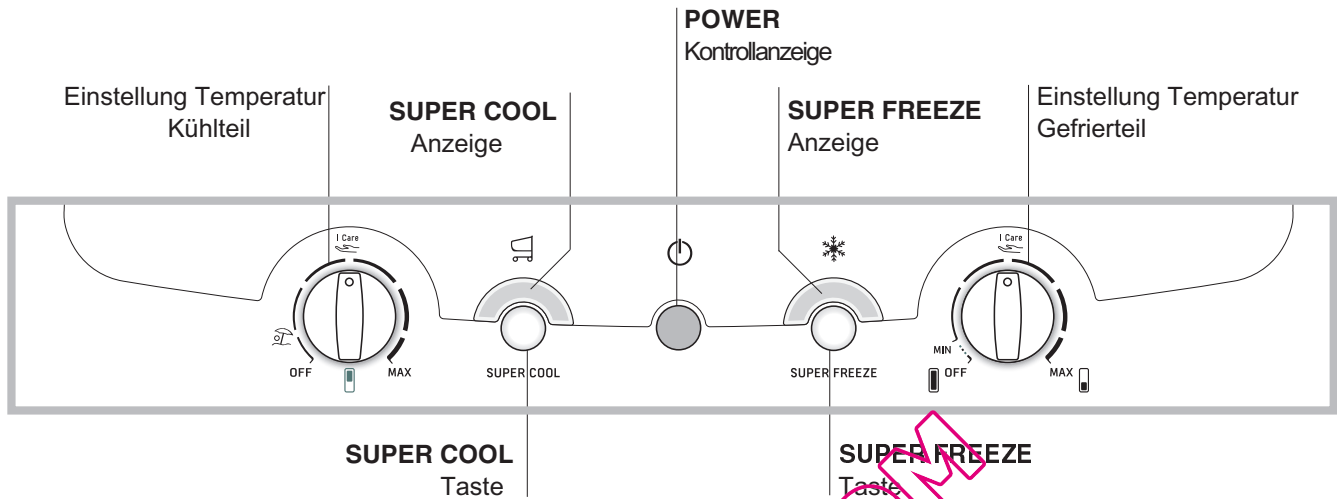 POWER
Kontrollanzeige
Einstellung Temperatur
Kühlteil
SUPER COOL
Anzeige
SUPER FREEZE
Anzeige
Einstellung Temperatur
Gefrierteil
I Care
I Care
OFF
MAX
SUPER COOL
SUPER FREEZE
MIN
OFF
MAX
SUPER COOL
Taste
SUPER FREEZE
Taste
OM